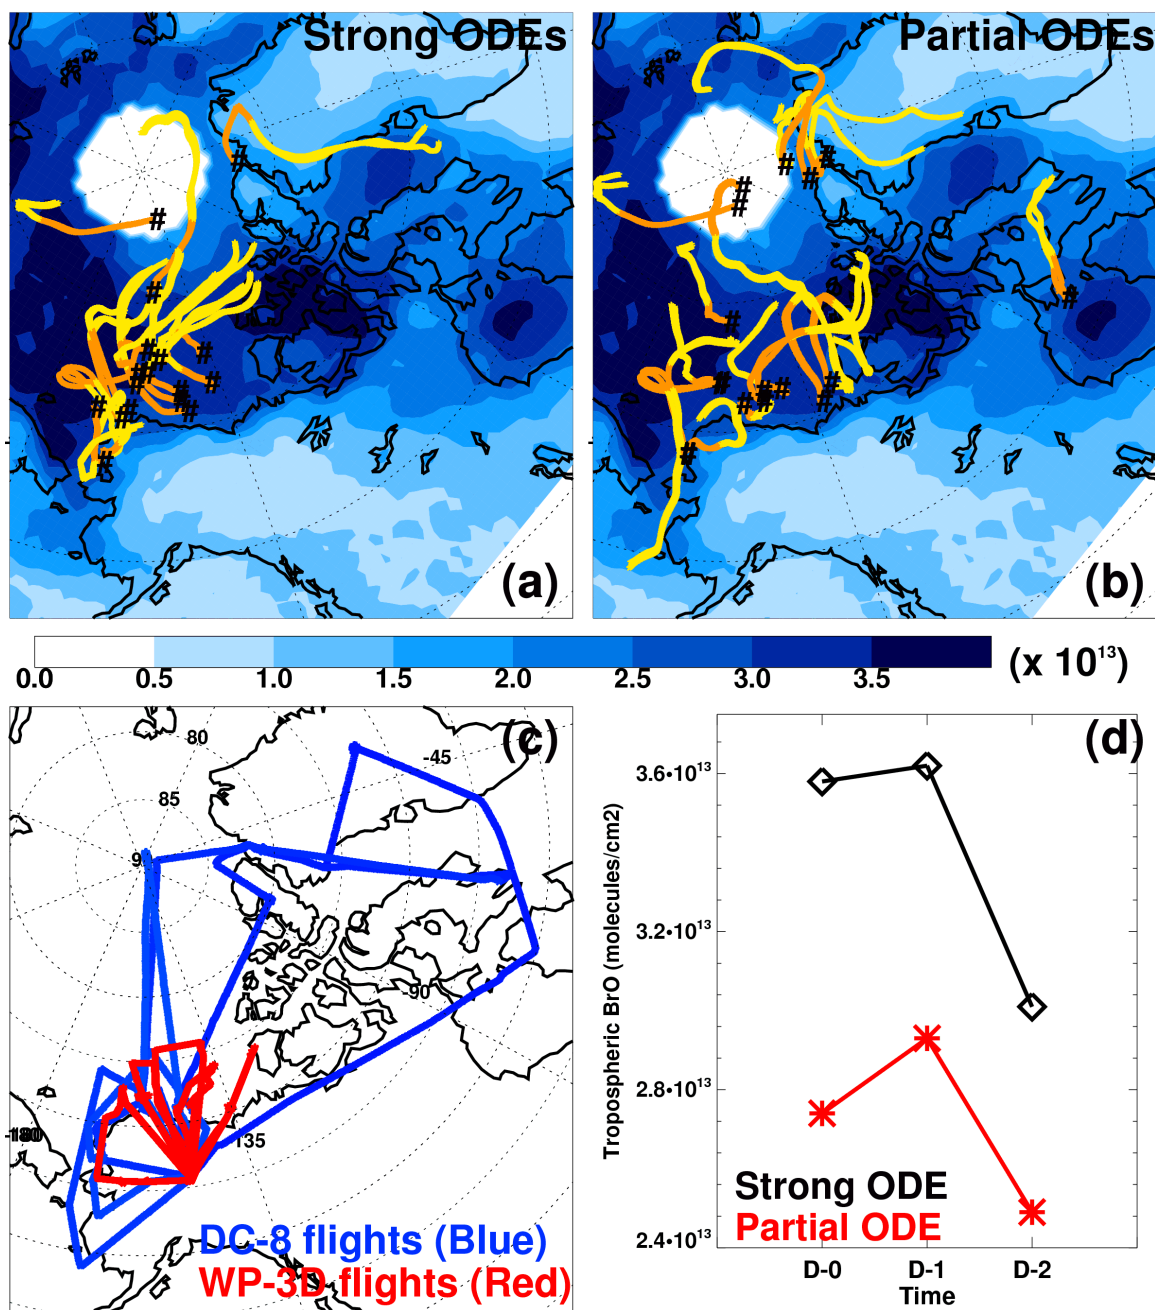 Strong ODEs
Partial ODEs
(a)
(b)
0.0 0.5 1.0 1.5 2.0 2.5 3.0 3.5
(x 10¹³)
(c)
80
-45
85
-90
135
DC-8 flights (Blue)
WP-3D flights (Red)
(d)
3.6•10¹³
3.2•10¹³
2.8•10¹³
2.4•10¹³
Tropospheric BrO (molecules/cm2)
Strong ODE
Partial ODE
D-0 D-1 D-2
Time